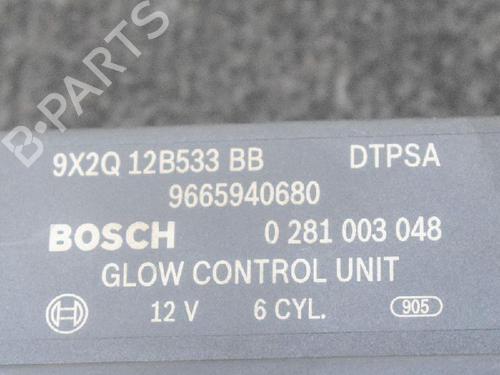 B-PARTS
9X2Q 12B533 BB DTPSA
9665940680
BOSCH 0 281 003 048
GLOW CONTROL UNIT
12 V 6 CYL. 905